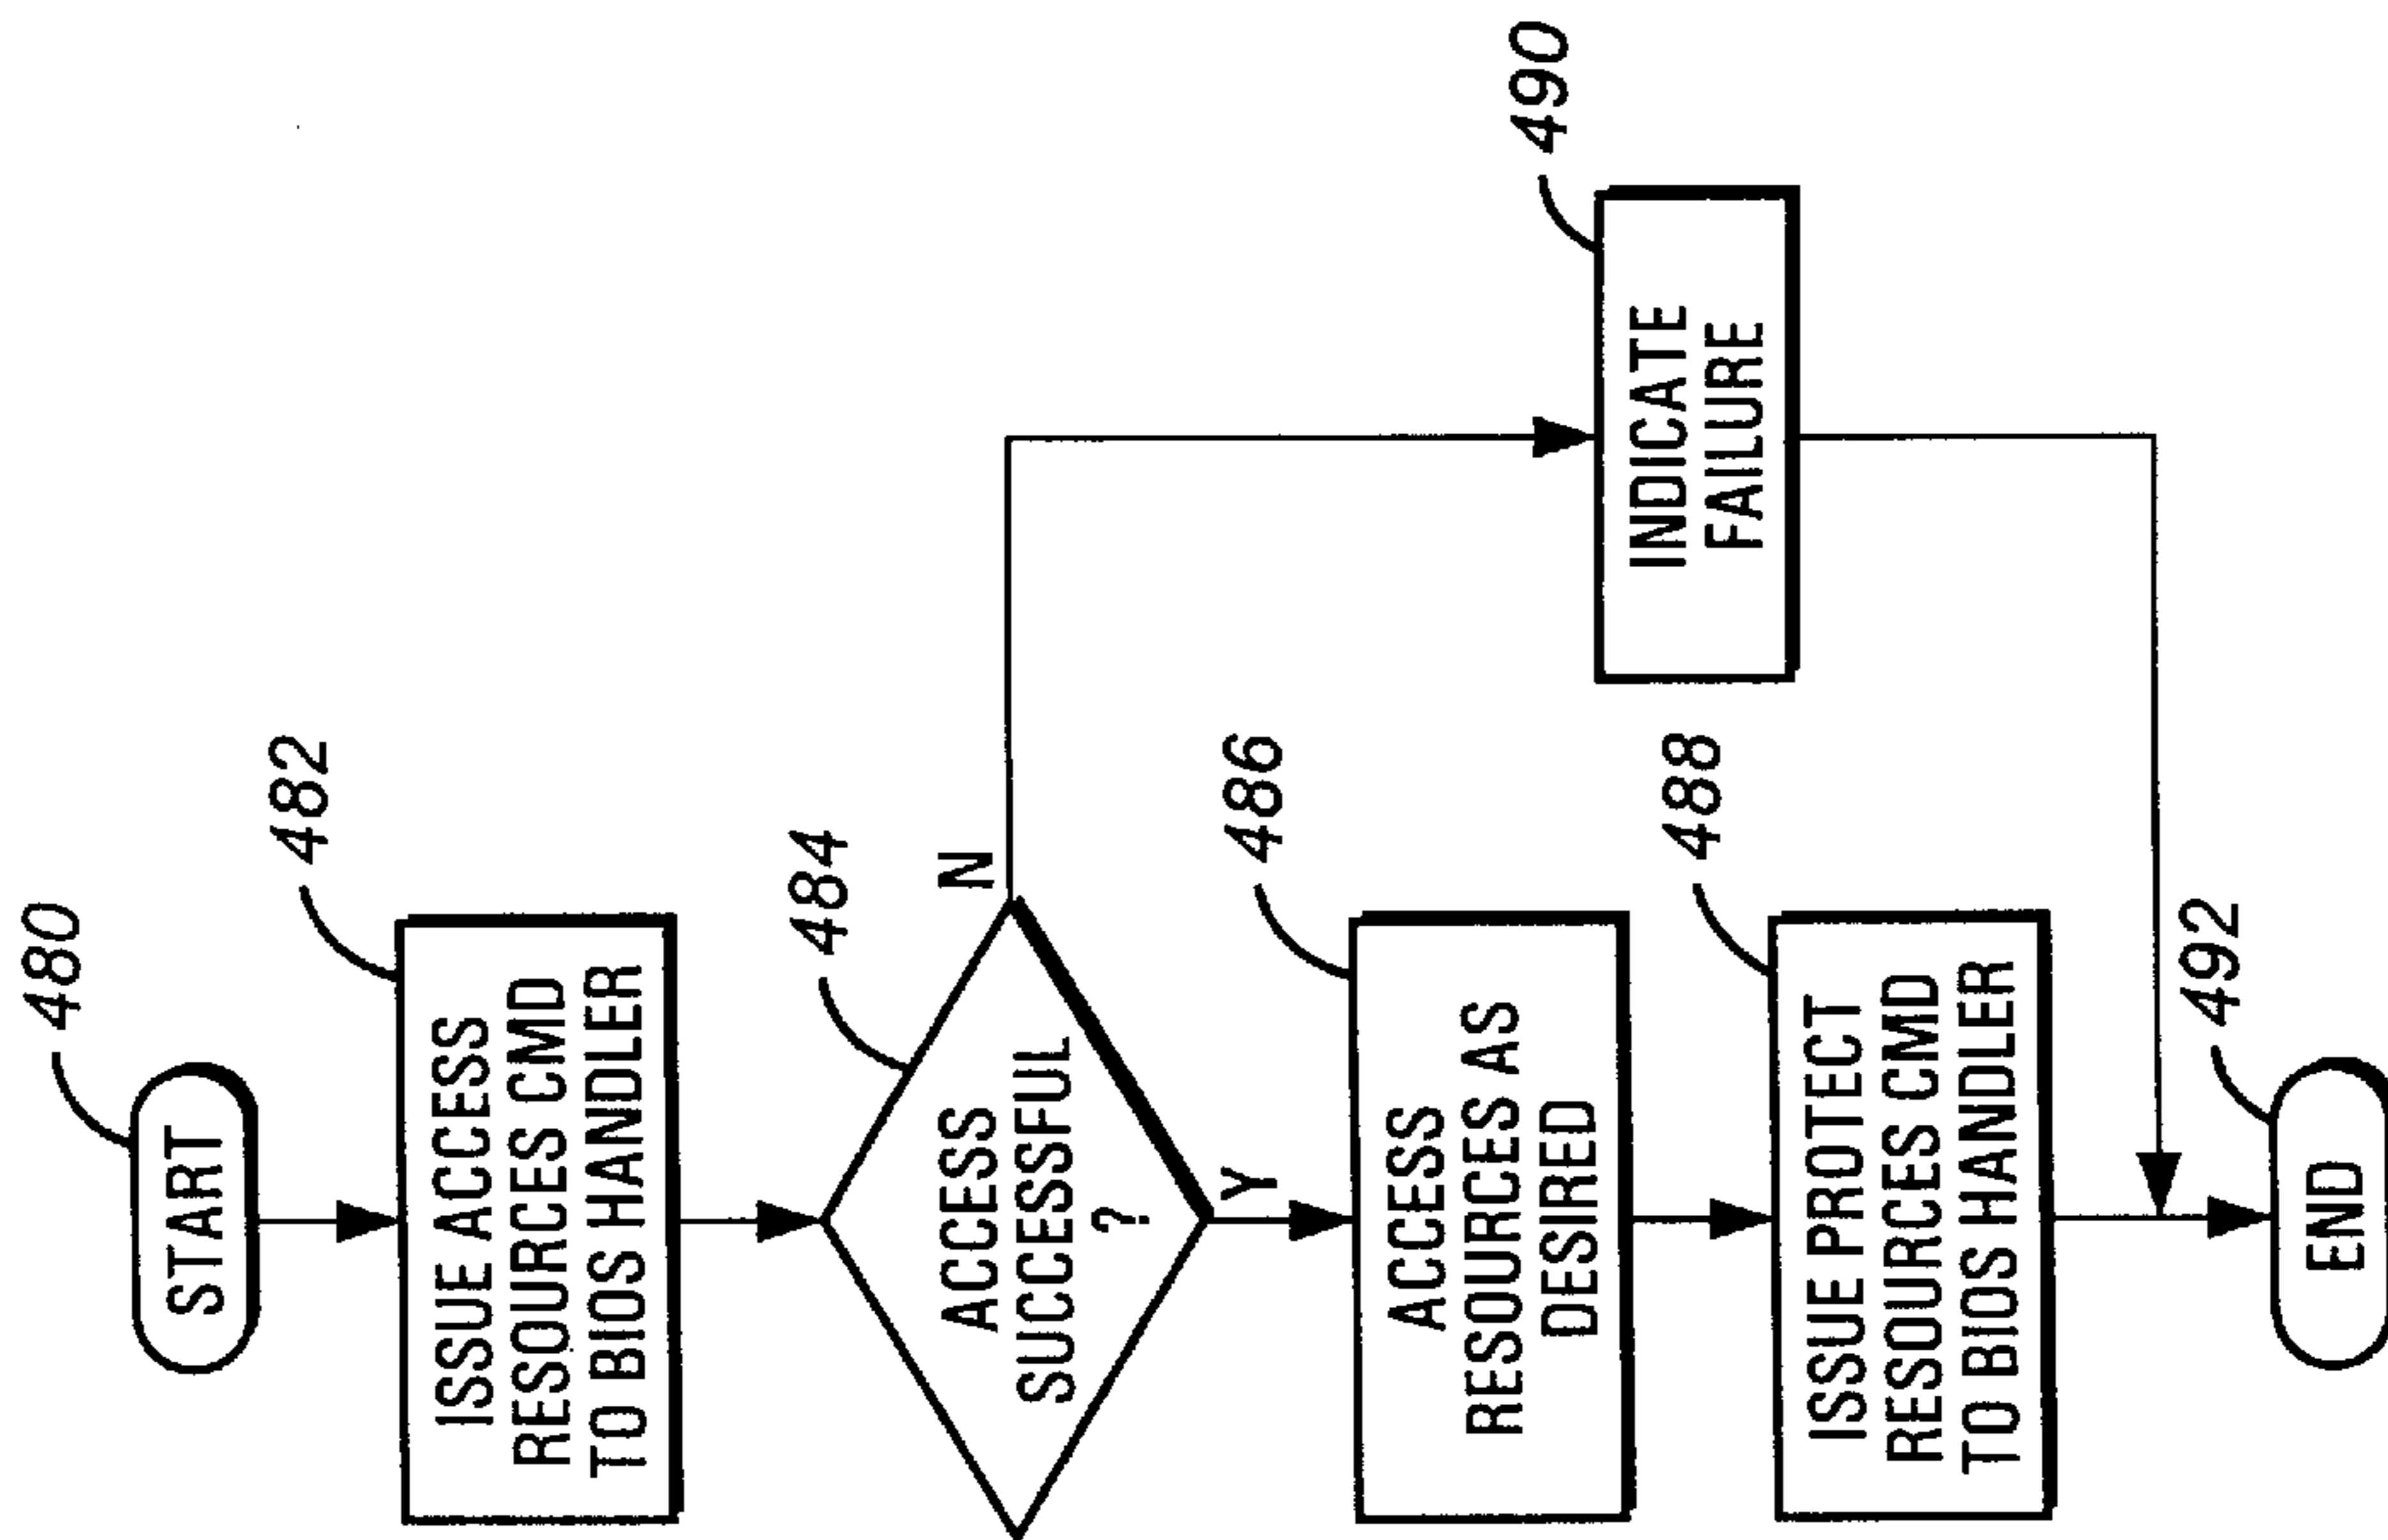 480
START
482
ISSUE ACCESS
RESOURCES CMD
TO BIOS HANDLER
484
ACCESS
SUCCESSFUL
?
N
Y
486
ACCESS
RESOURCES AS
DESIRED
488
ISSUE PROTECT
RESOURCES CMD
TO BIOS HANDLER
490
INDICATE
FAILURE
492
END